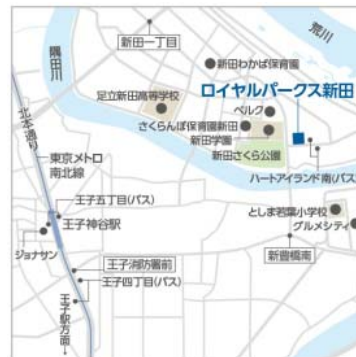 荒川
新田一丁目
隅田川
新田わかば保育園
足立新田高等学校
ロイヤルパークス新田
ベルク
さくらんぼ保育園新田
新田学園
新田さくら公園
ハートアイランド南(バス)
北本通り
東京メトロ
南北線
王子五丁目(バス)
王子神谷駅
としま若葉小学校
グルメシティ
ジョナサン
王子消防署前
新豊橋南
王子四丁目(バス)
王子駅方面→